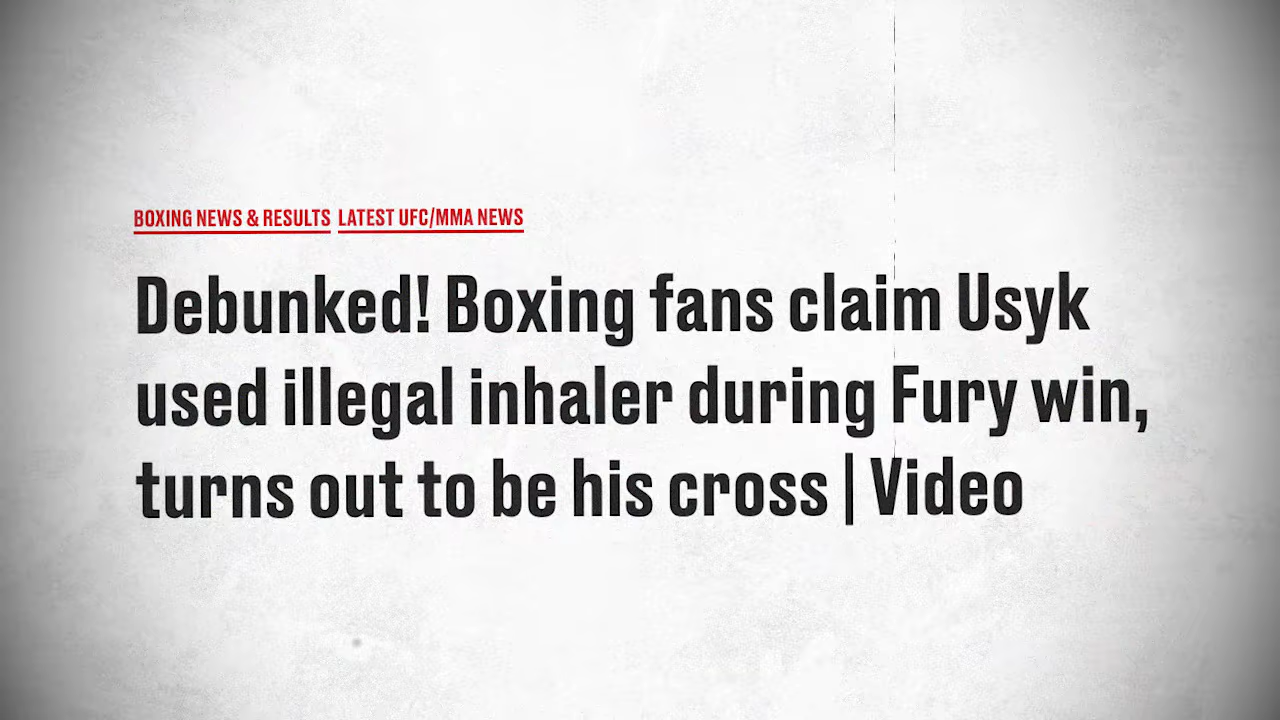 BOXING NEWS & RESULTS LATEST UFC/MMA NEWS
Debunked! Boxing fans claim Usyk
used illegal inhaler during Fury win,
turns out to be his cross | Video